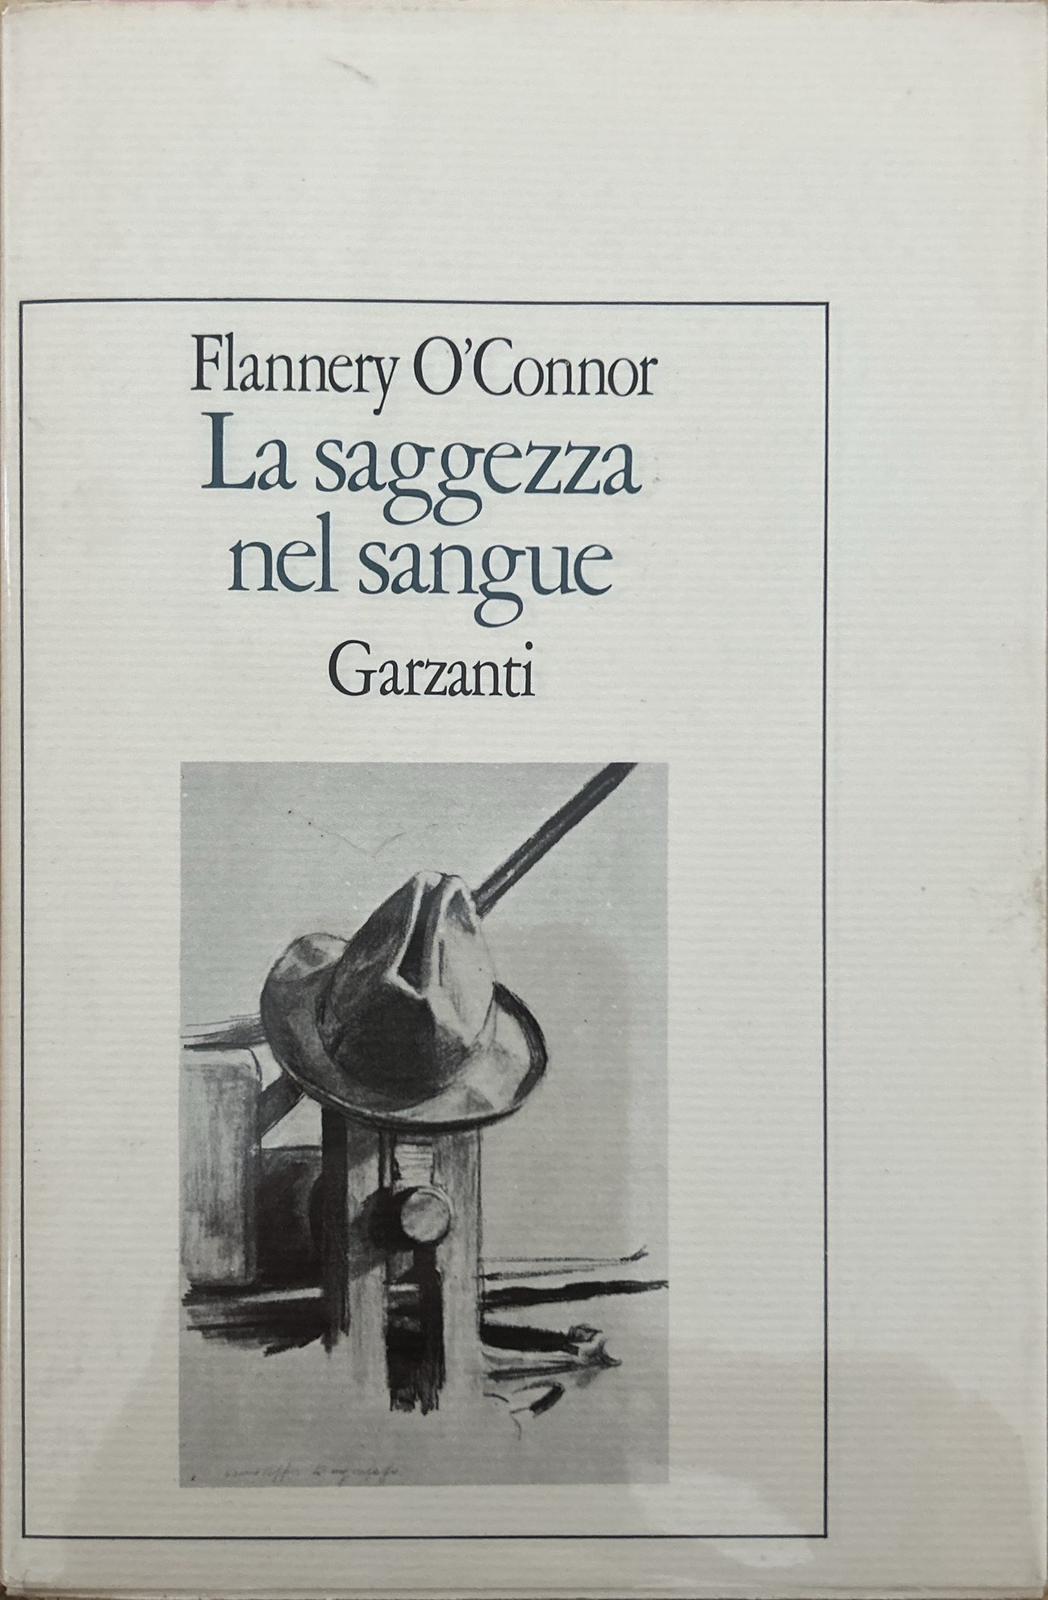 Flannery O'Connor
La saggezza
nel sangue
Garzanti